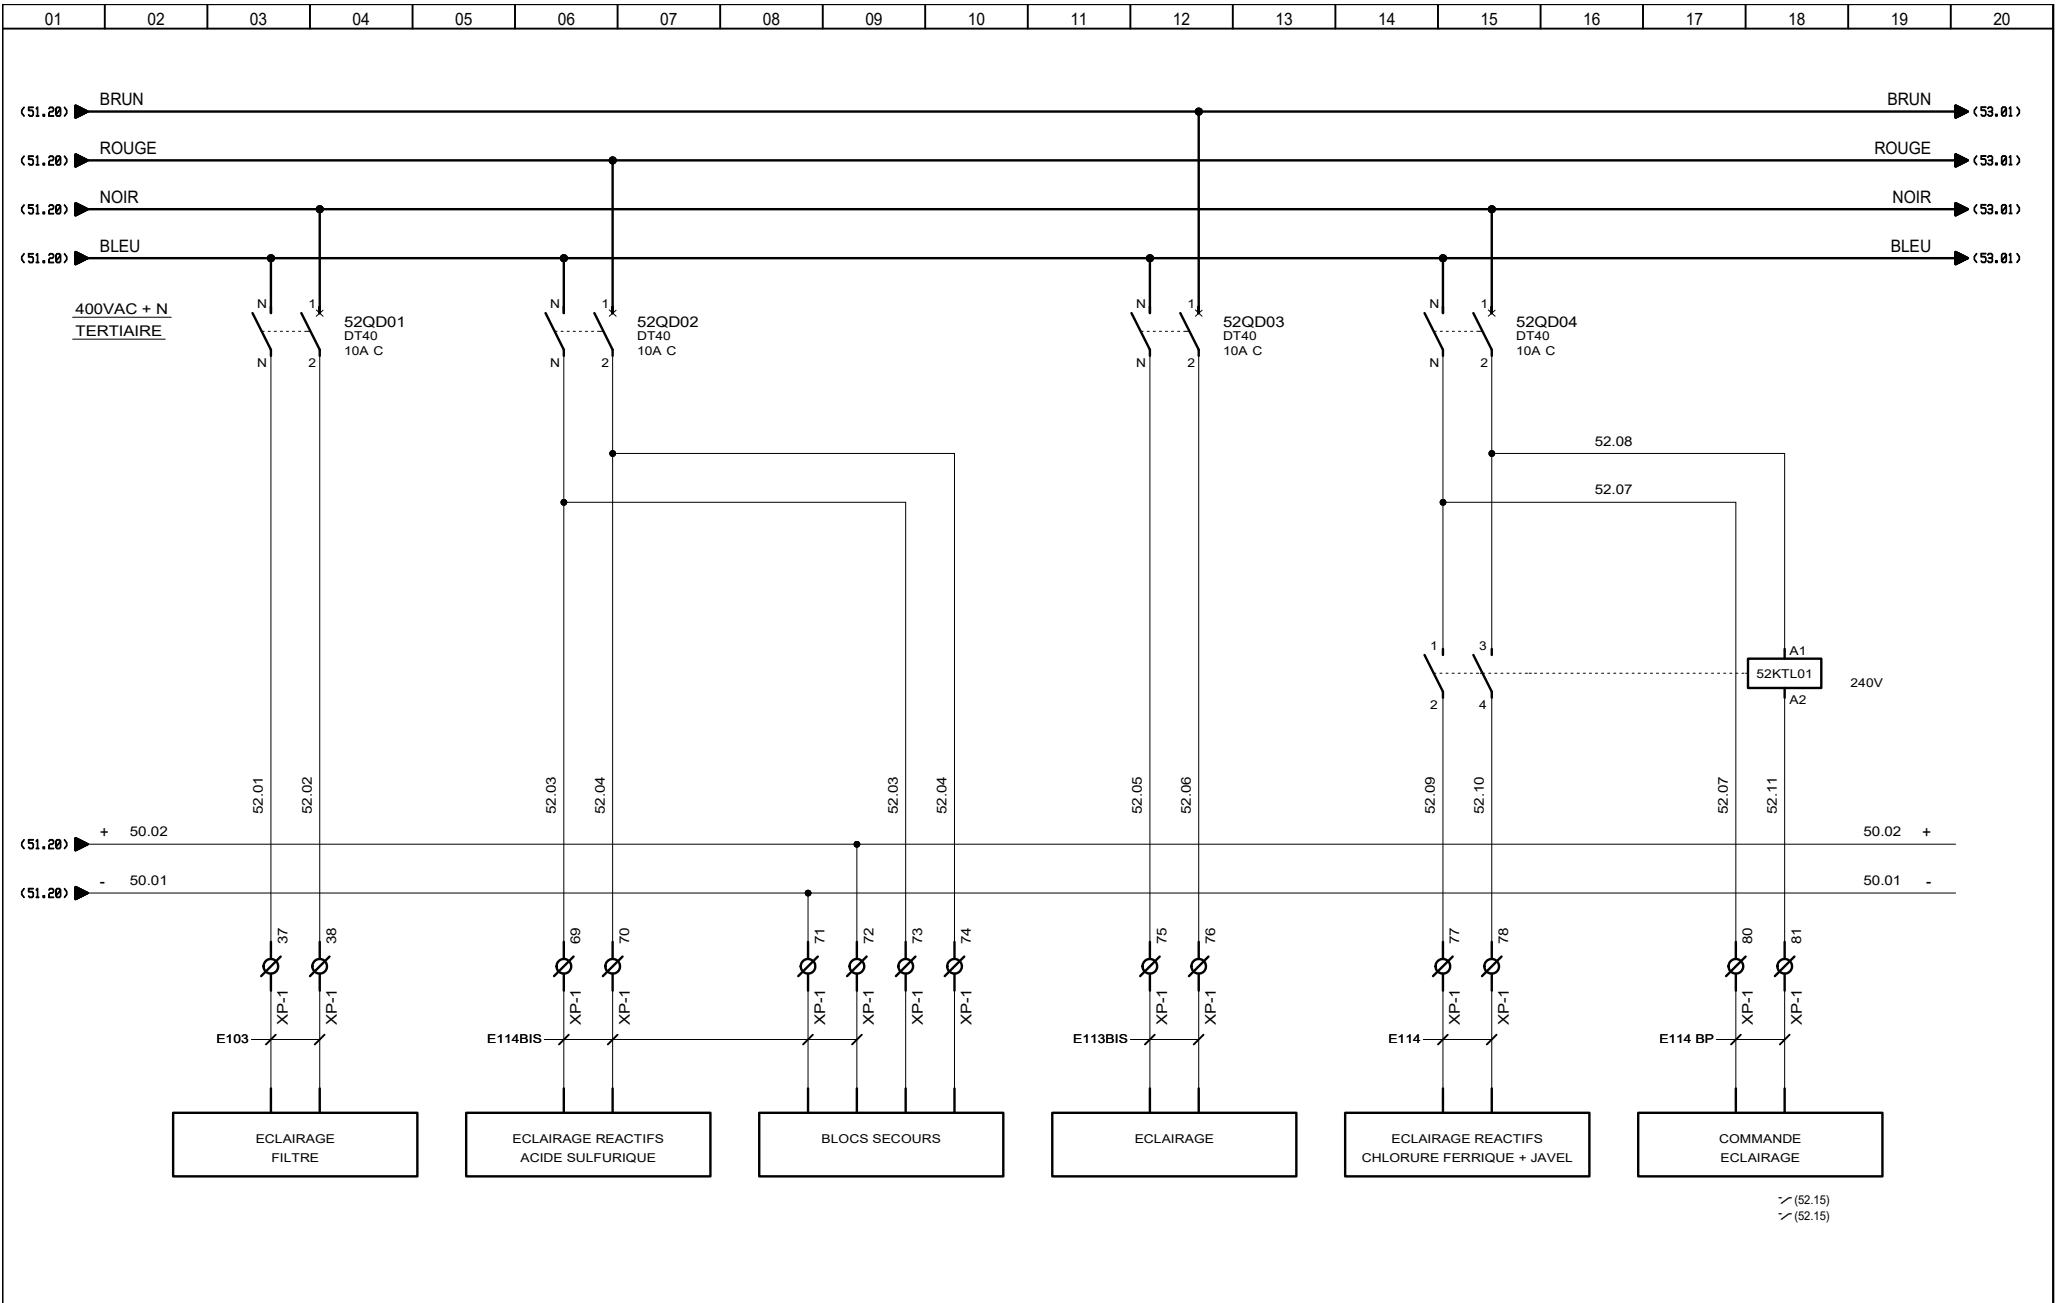 01 02 03 04 05 06 07 08 09 10 11 12 13 14 15 16 17 18 19 20
BRUN BRUN
(51.20) (53.01)
ROUGE ROUGE
(51.20) (53.01)
NOIR NOIR
(51.20) (53.01)
BLEU BLEU
(51.20) (53.01)
400VAC + N
TERTIAIRE
N 1 N 1 N 1 N 1
52QD01 52QD02 52QD03 52QD04
DT40 DT40 DT40 DT40
10A C 10A C 10A C 10A C
N 2 N 2 N 2 N 2
52.08
52.07
1 3 A1
52KTL01 240V
2 4 A2
52.01 52.02 52.03 52.04 52.03 52.04 52.05 52.06 52.09 52.10 52.07 52.11
+ 50.02 50.02 +
(51.20)
- 50.01 50.01 -
(51.20)
37 38 69 70 71 72 73 74 75 76 77 78 80 81
XP-1 XP-1 XP-1 XP-1 XP-1 XP-1 XP-1 XP-1 XP-1 XP-1 XP-1 XP-1 XP-1 XP-1
E103 E114BIS E113BIS E114 E114 BP
ECLAIRAGE
FILTRE
ECLAIRAGE REACTIFS
ACIDE SULFURIQUE
BLOCS SECOURS
ECLAIRAGE
ECLAIRAGE REACTIFS
CHLORURE FERRIQUE + JAVEL
COMMANDE
ECLAIRAGE
(52.15)
(52.15)